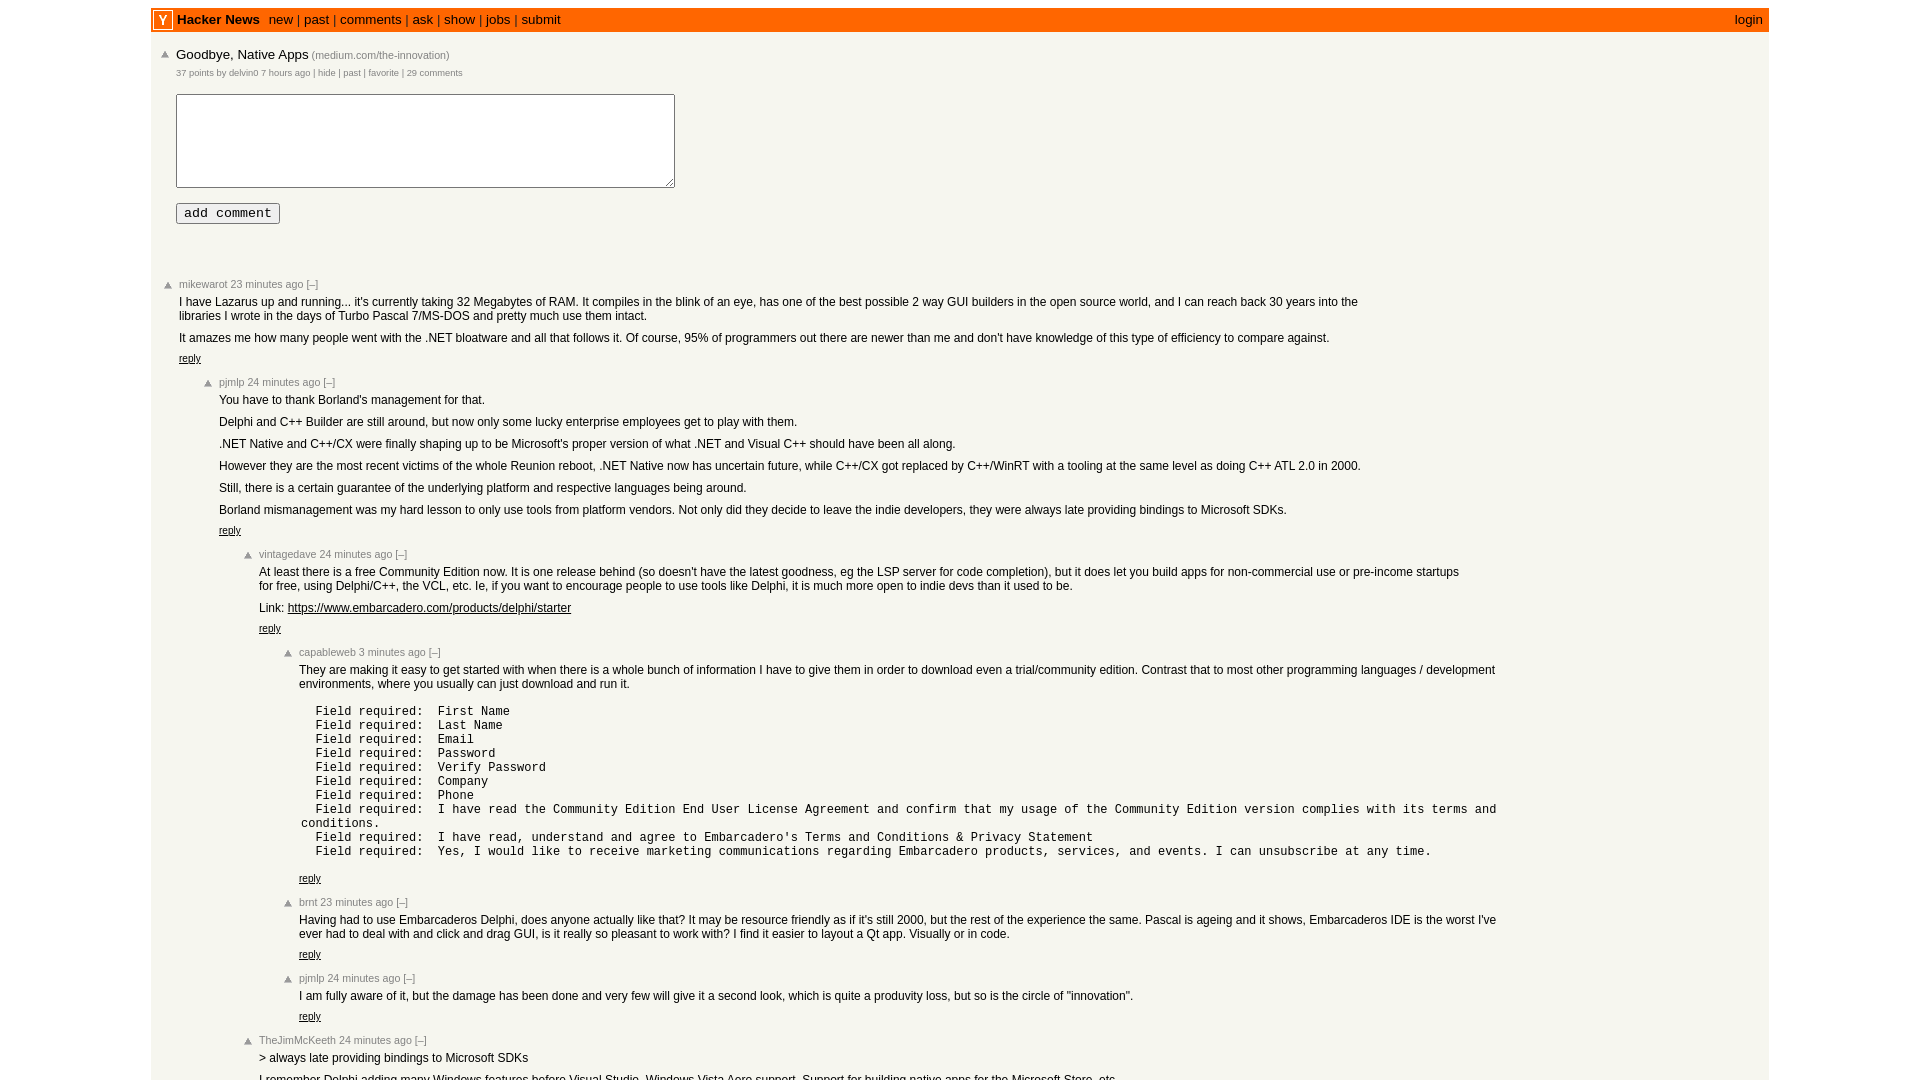 Y Hacker News new | past | comments | ask | show | jobs | submit login
Goodbye, Native Apps (medium.com/the-innovation)
37 points by delvin0 7 hours ago | hide | past | favorite | 29 comments
add comment
mikewarot 23 minutes ago [–]
I have Lazarus up and running... it's currently taking 32 Megabytes of RAM. It compiles in the blink of an eye, has one of the best possible 2 way GUI builders in the open source world, and I can reach back 30 years into the
libraries I wrote in the days of Turbo Pascal 7/MS-DOS and pretty much use them intact.
It amazes me how many people went with the .NET bloatware and all that follows it. Of course, 95% of programmers out there are newer than me and don't have knowledge of this type of efficiency to compare against.
reply
pjmlp 24 minutes ago [–]
You have to thank Borland's management for that.
Delphi and C++ Builder are still around, but now only some lucky enterprise employees get to play with them.
.NET Native and C++/CX were finally shaping up to be Microsoft's proper version of what .NET and Visual C++ should have been all along.
However they are the most recent victims of the whole Reunion reboot, .NET Native now has uncertain future, while C++/CX got replaced by C++/WinRT with a tooling at the same level as doing C++ ATL 2.0 in 2000.
Still, there is a certain guarantee of the underlying platform and respective languages being around.
Borland mismanagement was my hard lesson to only use tools from platform vendors. Not only did they decide to leave the indie developers, they were always late providing bindings to Microsoft SDKs.
reply
vintagedave 24 minutes ago [–]
At least there is a free Community Edition now. It is one release behind (so doesn't have the latest goodness, eg the LSP server for code completion), but it does let you build apps for non-commercial use or pre-income startups
for free, using Delphi/C++, the VCL, etc. Ie, if you want to encourage people to use tools like Delphi, it is much more open to indie devs than it used to be.
Link: https://www.embarcadero.com/products/delphi/starter
reply
capableweb 3 minutes ago [–]
They are making it easy to get started with when there is a whole bunch of information I have to give them in order to download even a trial/community edition. Contrast that to most other programming languages / development
environments, where you usually can just download and run it.
Field required: First Name
Field required: Last Name
Field required: Email
Field required: Password
Field required: Verify Password
Field required: Company
Field required: Phone
Field required: I have read the Community Edition End User License Agreement and confirm that my usage of the Community Edition version complies with its terms and
conditions.
Field required: I have read, understand and agree to Embarcadero's Terms and Conditions & Privacy Statement
Field required: Yes, I would like to receive marketing communications regarding Embarcadero products, services, and events. I can unsubscribe at any time.
reply
brnt 23 minutes ago [–]
Having had to use Embarcaderos Delphi, does anyone actually like that? It may be resource friendly as if it's still 2000, but the rest of the experience the same. Pascal is ageing and it shows, Embarcaderos IDE is the worst I've
ever had to deal with and click and drag GUI, is it really so pleasant to work with? I find it easier to layout a Qt app. Visually or in code.
reply
pjmlp 24 minutes ago [–]
I am fully aware of it, but the damage has been done and very few will give it a second look, which is quite a produvity loss, but so is the circle of "innovation".
reply
TheJimMcKeeth 24 minutes ago [–]
> always late providing bindings to Microsoft SDKs
I remember Delphi adding many Windows features before Visual Studio. Windows Vista Aero support, Support for building native apps for the Microsoft Store, etc.